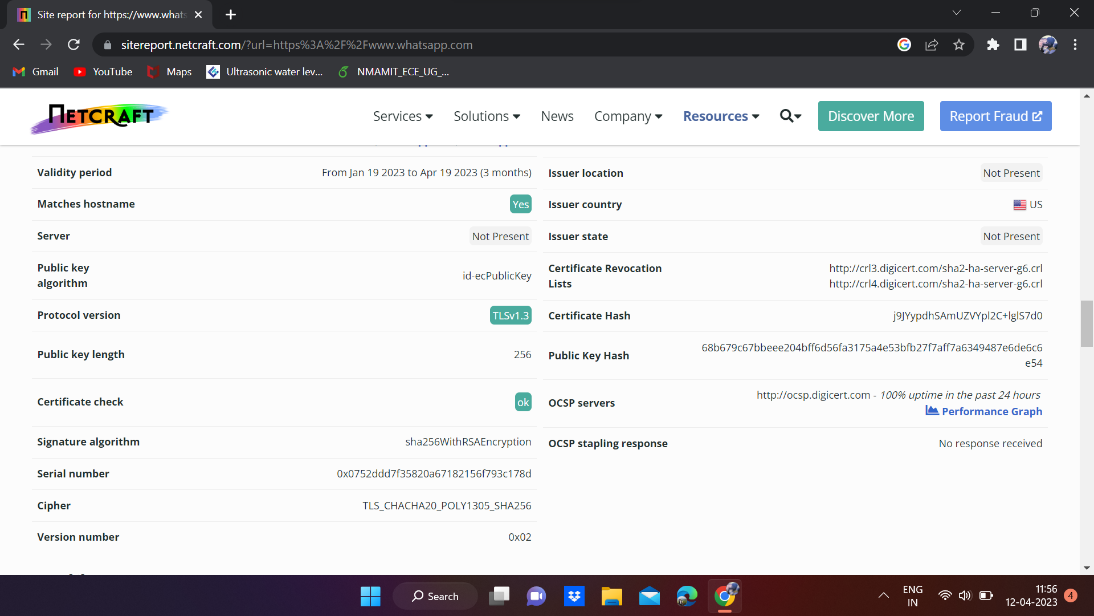 Site report for https://www.what
sitereport.netcraft.com/?url=https%3A%2F%2Fwww.whatsapp.com
Gmail YouTube Maps Ultrasonic water lev... NMAMIT_ECE_UG_...
NETCRAFT Services Solutions News Company Resources Discover More Report Fraud
Validity period From Jan 19 2023 to Apr 19 2023 (3 months)
Matches hostname Yes
Server Not Present
Public key
algorithm id-ecPublicKey
Protocol version TLSv1.3
Public key length 256
Certificate check ok
Signature algorithm sha256WithRSAEncryption
Serial number 0x0752ddd7f35820a67182156f793c178d
Cipher TLS_CHACHA20_POLY1305_SHA256
Version number 0x02
Issuer location Not Present
Issuer country US
Issuer state Not Present
Certificate Revocation
Lists
http://crl3.digicert.com/sha2-ha-server-g6.crl
http://crl4.digicert.com/sha2-ha-server-g6.crl
Certificate Hash j9JYypdhSAmUZVYpl2C+lglS7d0
Public Key Hash
68b679c67bbeee204bff6d56fa3175a4e53bfb27f7aff7a6349487e6de6c6
e54
OCSP servers
http://ocsp.digicert.com - 100% uptime in the past 24 hours
Performance Graph
OCSP stapling response No response received
Search
ENG
IN
11:56
12-04-2023
4